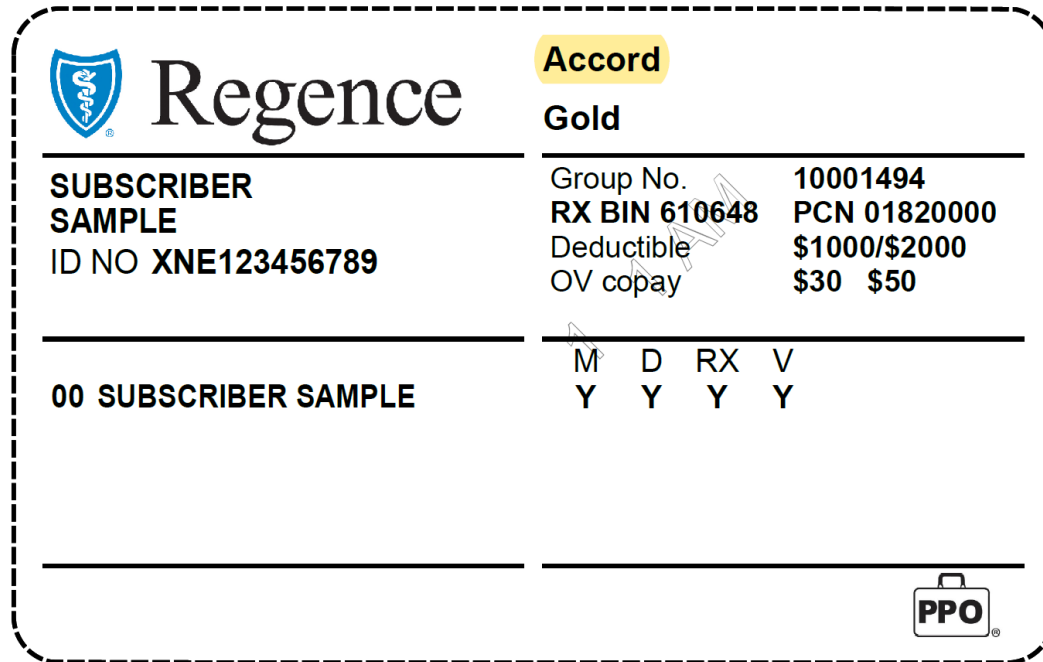 Regence
®
Accord
Gold
SUBSCRIBER
SAMPLE
ID NO XNE123456789
Group No. 10001494
RX BIN 610648 PCN 01820000
Deductible $1000/$2000
OV copay $30 $50
M D RX V
00 SUBSCRIBER SAMPLE Y Y Y Y
PPO
®